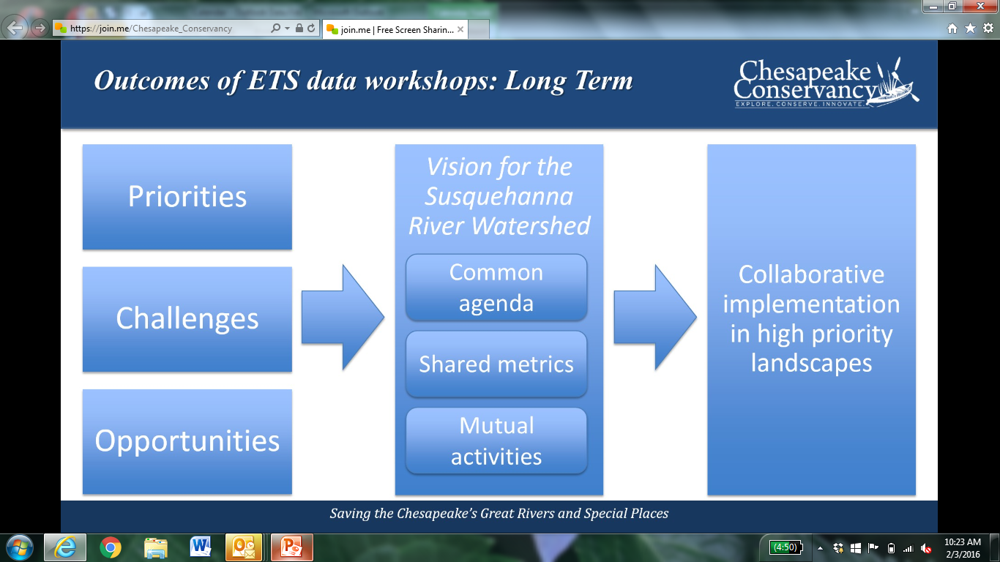 https://join.me/Chesapeake_Conservancy
join.me | Free Screen Sharin...
Outcomes of ETS data workshops: Long Term
Chesapeake
Conservancy
EXPLORE. CONSERVE. INNOVATE.
Priorities
Challenges
Opportunities
Vision for the
Susquehanna
River Watershed
Common
agenda
Shared metrics
Mutual
activities
Collaborative
implementation
in high priority
landscapes
Saving the Chesapeake's Great Rivers and Special Places
(4:50)
10:23 AM
2/3/2016